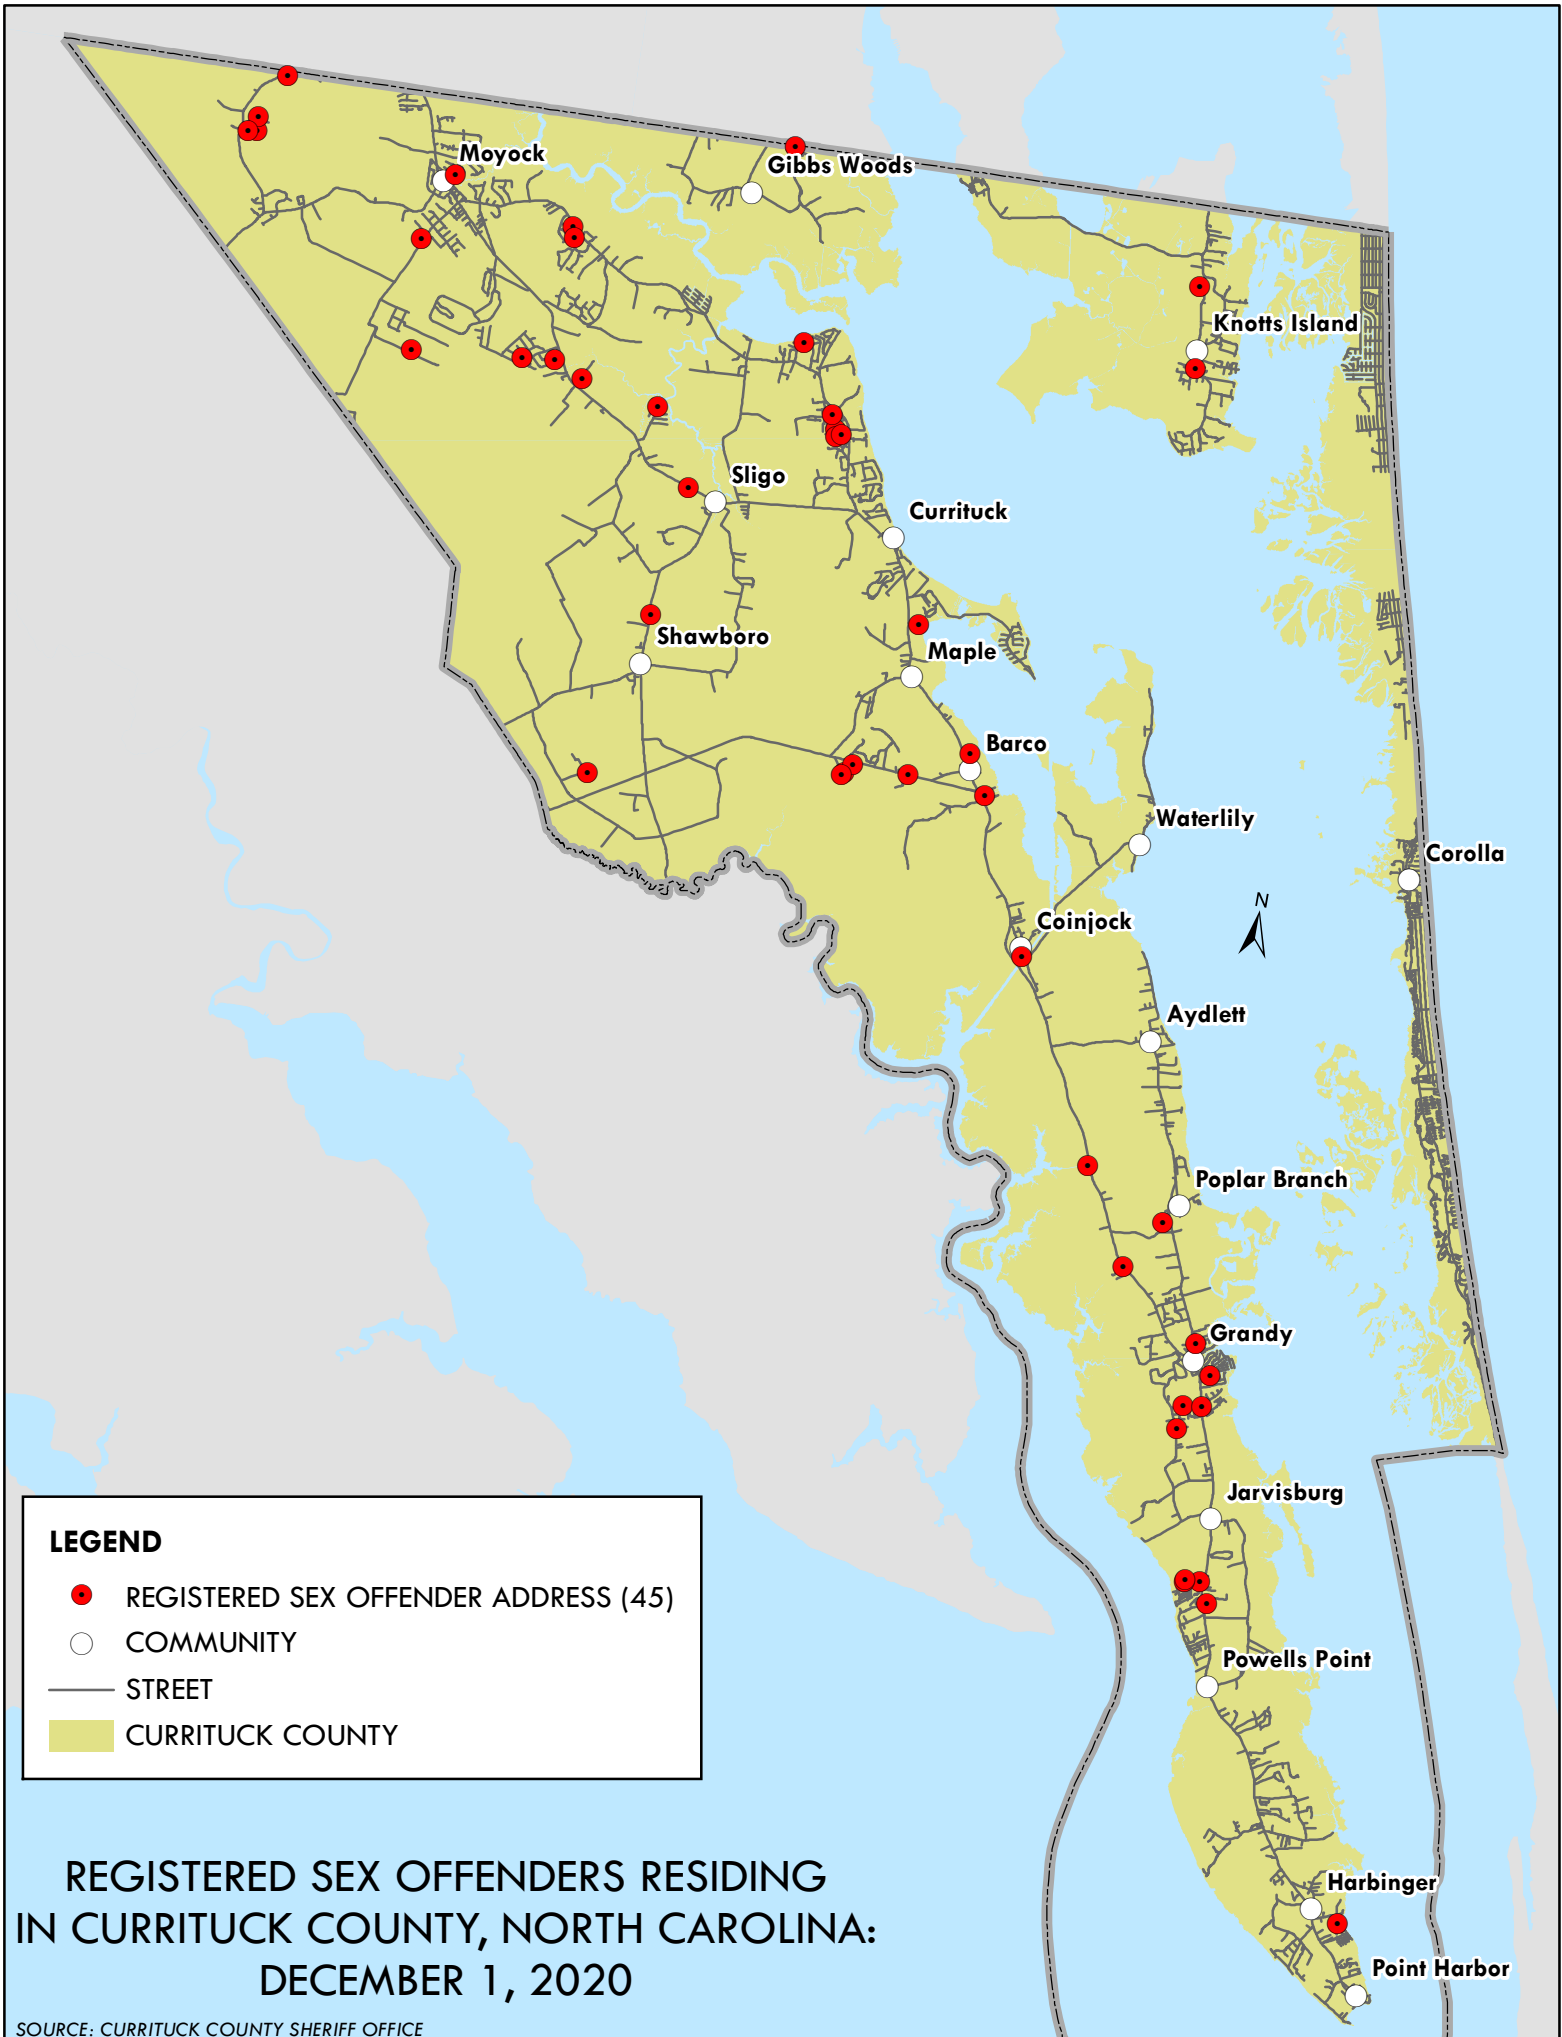 Moyock
Gibbs Woods
Knotts Island
Sligo
Currituck
Shawboro
Maple
Barco
Waterlily
Corolla
N
Coinjock
Aydlett
Poplar Branch
Grandy
Jarvisburg
LEGEND
REGISTERED SEX OFFENDER ADDRESS (45)
COMMUNITY
STREET
CURRITUCK COUNTY
Powells Point
Harbinger
Point Harbor
REGISTERED SEX OFFENDERS RESIDING
IN CURRITUCK COUNTY, NORTH CAROLINA:
DECEMBER 1, 2020
SOURCE: CURRITUCK COUNTY SHERIFF OFFICE